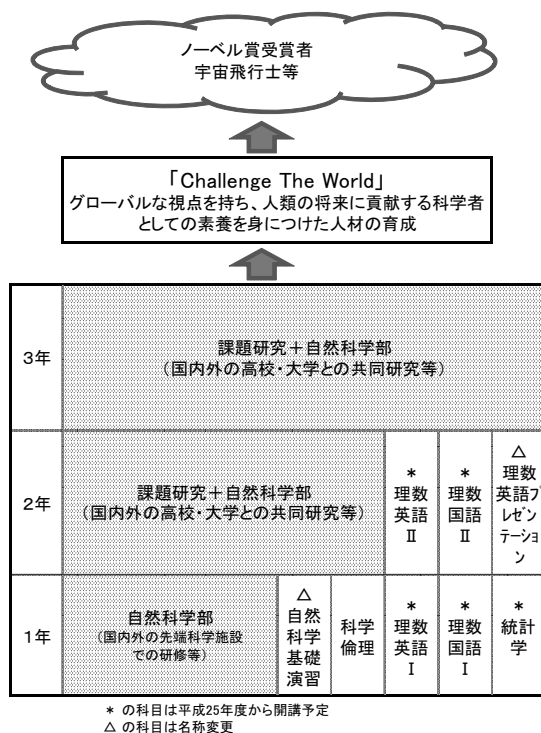 ノーベル賞受賞者
宇宙飛行士等
「Challenge The World」
グローバルな視点を持ち、人類の将来に貢献する科学者
としての素養を身につけた人材の育成
3年
課題研究＋自然科学部
（国内外の高校・大学との共同研究等）
2年
課題研究＋自然科学部
（国内外の高校・大学との共同研究等）
＊
理数
英語
Ⅱ
＊
理数
国語
Ⅱ
△
理数
英語プ
レゼン
テーショ
ン
1年
自然科学部
（国内外の先端科学施設
での研修等）
△
自然
科学
基礎
演習
科学
倫理
＊
理数
英語
Ⅰ
＊
理数
国語
Ⅰ
＊
統計
学
＊ の科目は平成25年度から開講予定
△ の科目は名称変更